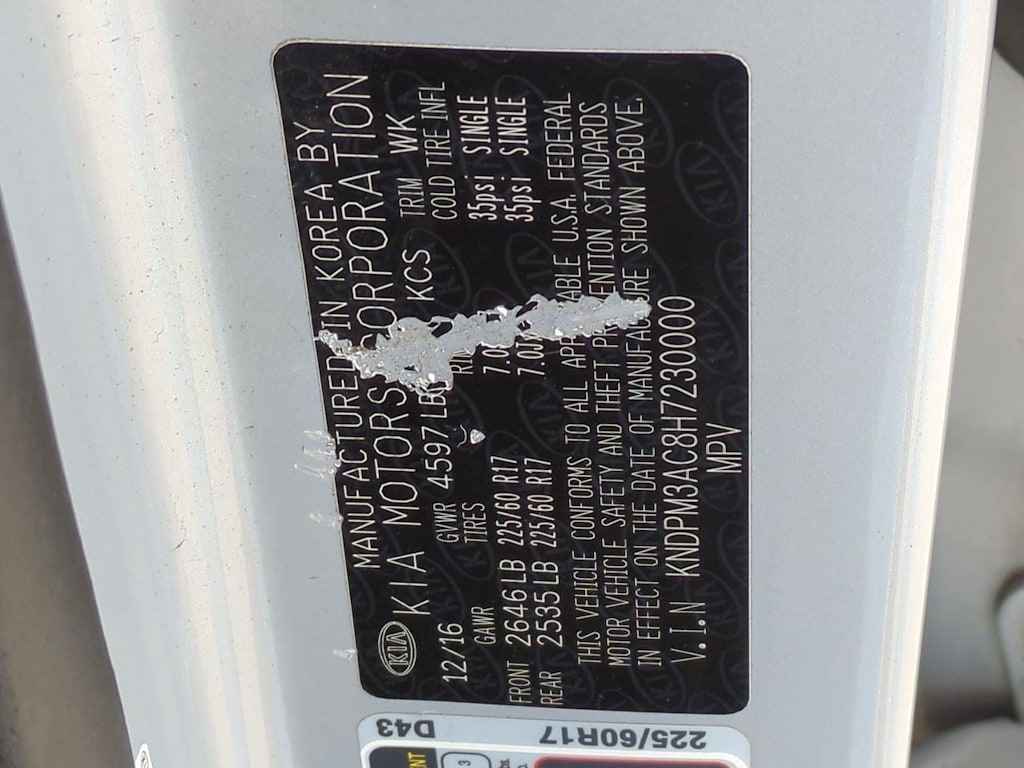 MANUFACTURED IN KOREA BY
KIA KIA MOTORS CORPORATION
12/16 GVWR 4597 LB KCS TRIM WK
GAWR TIRES COLD TIRE INFL
FRONT 2646LB 225/60 R17 35psi SINGLE
REAR 2535LB 225/60 R17 35psi SINGLE
THIS VEHICLE CONFORMS TO ALL U.S.A. FEDERAL
MOTOR VEHICLE SAFETY AND THEFT STANDARDS
IN EFFECT ON THE DATE OF SHOWN ABOVE.
V.I.N KNDPM3AC8H7230000
MPV
225/60R17 D43